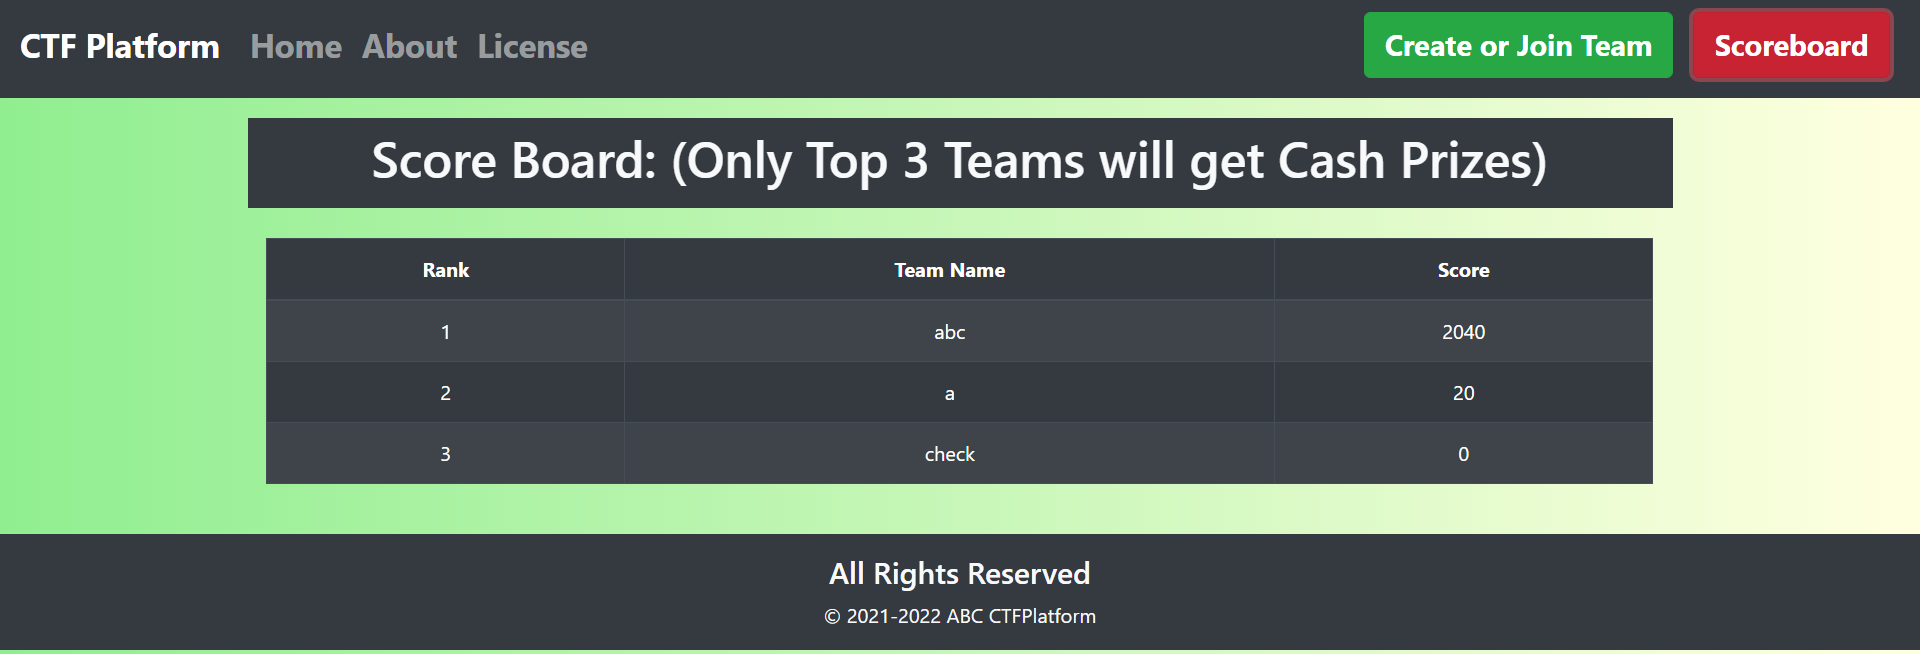 CTF Platform Home About License Create or Join Team Scoreboard
Score Board: (Only Top 3 Teams will get Cash Prizes)
Rank Team Name Score
1 abc 2040
2 a 20
3 check 0
All Rights Reserved
© 2021-2022 ABC CTFPlatform